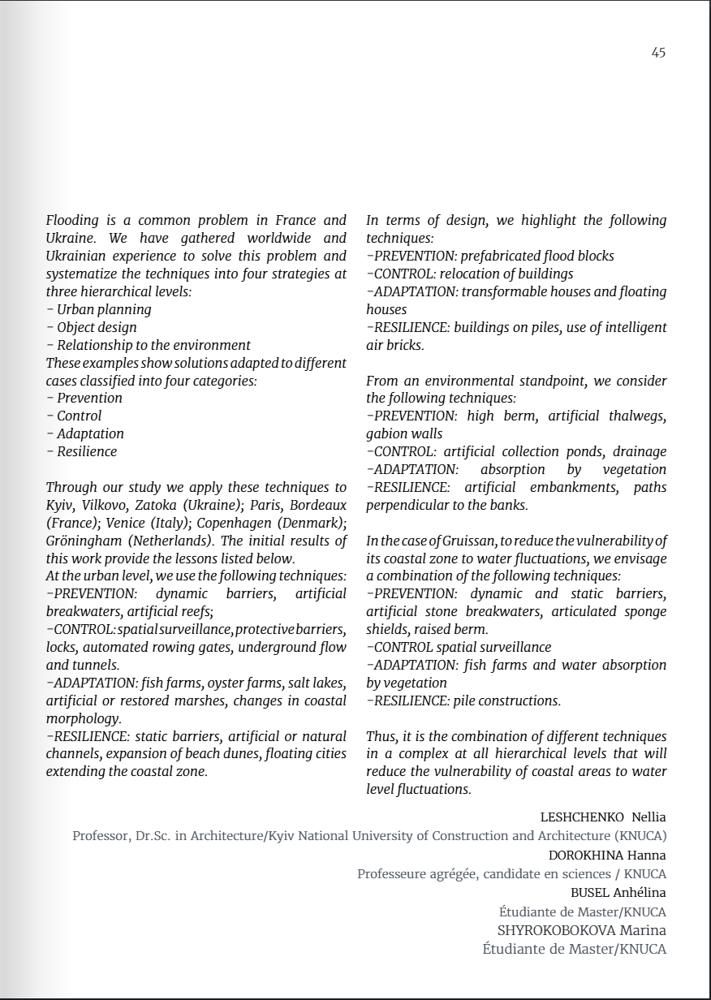 45
Flooding is a common problem in France and
Ukraine. We have gathered worldwide and
Ukrainian experience to solve this problem and
systematize the techniques into four strategies at
three hierarchical levels:
- Urban planning
- Object design
- Relationship to the environment
These examples show solutions adapted to different
cases classified into four categories:
- Prevention
- Control
- Adaptation
- Resilience
Through our study we apply these techniques to
Kyiv, Vilkovo, Zatoka (Ukraine); Paris, Bordeaux
(France); Venice (Italy); Copenhagen (Denmark);
Gröningham (Netherlands). The initial results of
this work provide the lessons listed below.
At the urban level, we use the following techniques:
-PREVENTION: dynamic barriers, artificial
breakwaters, artificial reefs;
-CONTROL: spatial surveillance, protective barriers,
locks, automated rowing gates, underground flow
and tunnels.
-ADAPTATION: fish farms, oyster farms, salt lakes,
artificial or restored marshes, changes in coastal
morphology.
-RESILIENCE: static barriers, artificial or natural
channels, expansion of beach dunes, floating cities
extending the coastal zone.
In terms of design, we highlight the following
techniques:
-PREVENTION: prefabricated flood blocks
-CONTROL: relocation of buildings
-ADAPTATION: transformable houses and floating
houses
-RESILIENCE: buildings on piles, use of intelligent
air bricks.
From an environmental standpoint, we consider
the following techniques:
-PREVENTION: high berm, artificial thalwegs,
gabion walls
-CONTROL: artificial collection ponds, drainage
-ADAPTATION: absorption by vegetation
-RESILIENCE: artificial embankments, paths
perpendicular to the banks.
In the case of Gruissan, to reduce the vulnerability of
its coastal zone to water fluctuations, we envisage
a combination of the following techniques:
-PREVENTION: dynamic and static barriers,
artificial stone breakwaters, articulated sponge
shields, raised berm.
-CONTROL spatial surveillance
-ADAPTATION: fish farms and water absorption
by vegetation
-RESILIENCE: pile constructions.
Thus, it is the combination of different techniques
in a complex at all hierarchical levels that will
reduce the vulnerability of coastal areas to water
level fluctuations.
LESHCHENKO Nellia
Professor, Dr.Sc. in Architecture/Kyiv National University of Construction and Architecture (KNUCA)
DOROKHINA Hanna
Professeure agrégée, candidate en sciences / KNUCA
BUSEL Anhélina
Étudiante de Master/KNUCA
SHYROKOBOKOVA Marina
Étudiante de Master/KNUCA